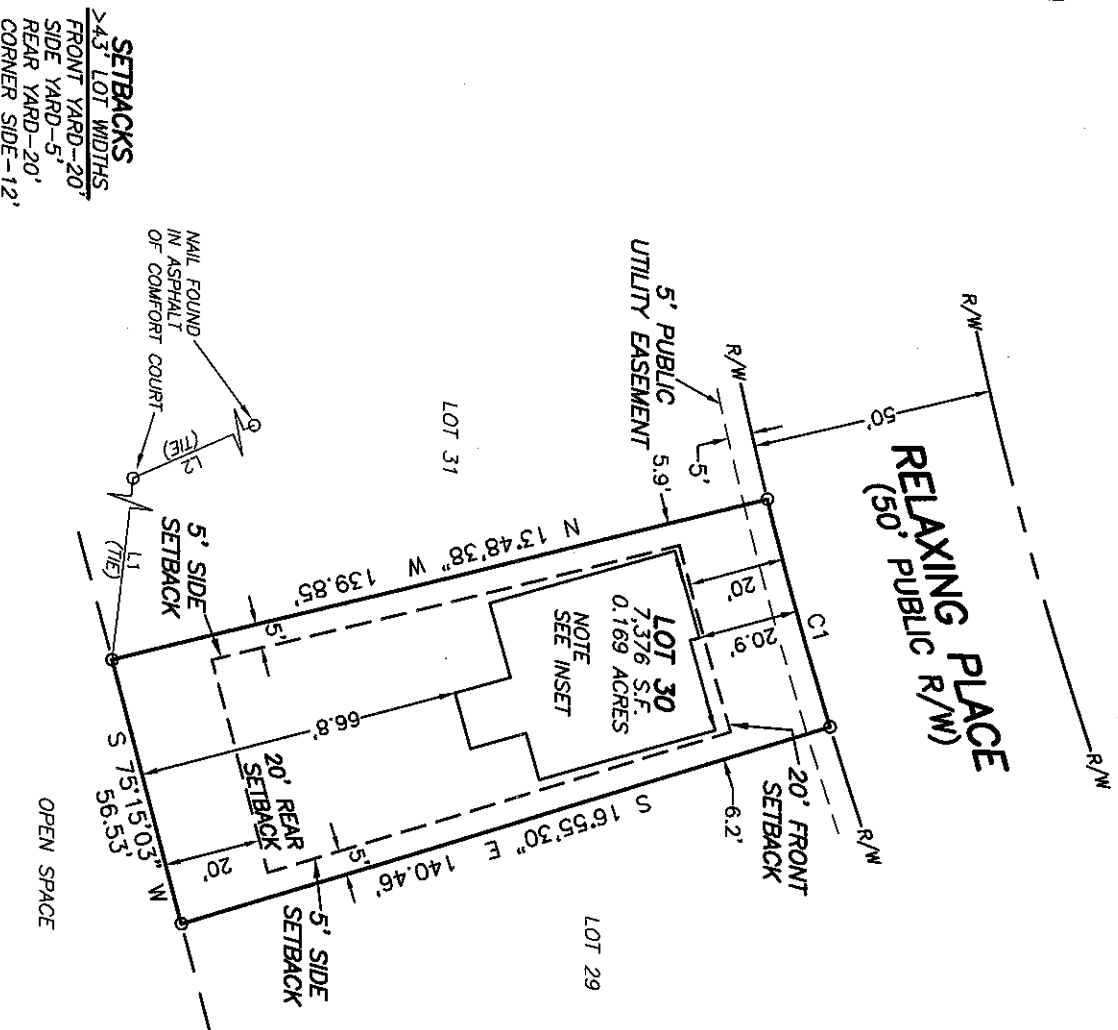 SETBACKS
>43' LOT WIDTHS
FRONT YARD-20'
SIDE YARD-5'
REAR YARD-20'
CORNER SIDE-12'
NAIL FOUND
IN ASPHALT
OF COMFORT COURT
L2
(TIE)
L1
(TIE)
LOT 31
5' PUBLIC
UTILITY EASEMENT
R/W
R/W
50'
5'
5.9'
RELAXING PLACE
(50' PUBLIC R/W)
R/W
R/W
C1
20'
20.9'
N 13°48'38" W 139.85'
LOT 30
7,376 S.F.
0.169 ACRES
NOTE
SEE INSET
20' FRONT
SETBACK
6.2'
S 16°55'30" E 140.46'
5' SIDE
SETBACK
5'
66.8'
20' REAR
SETBACK
20'
5'
5' SIDE
SETBACK
S 75°15'03" W
56.53'
LOT 29
OPEN SPACE